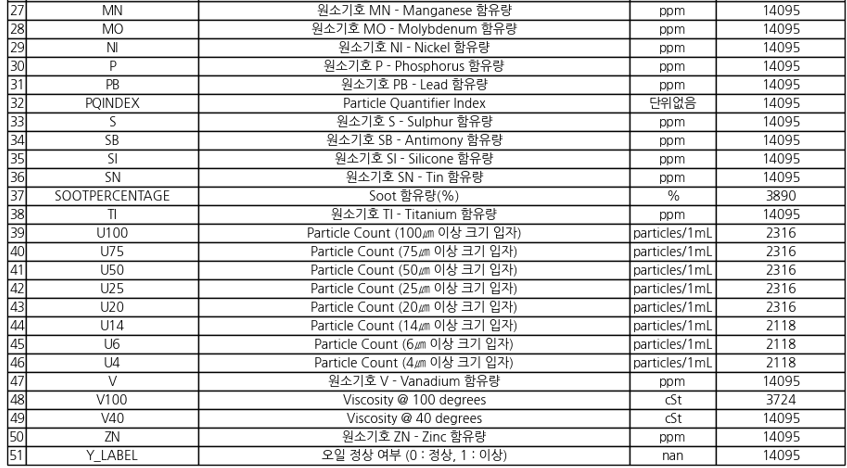 27 MN 원소기호 MN - Manganese 함유량 ppm 14095
28 MO 원소기호 MO - Molybdenum 함유량 ppm 14095
29 NI 원소기호 NI - Nickel 함유량 ppm 14095
30 P 원소기호 P - Phosphorus 함유량 ppm 14095
31 PB 원소기호 PB - Lead 함유량 ppm 14095
32 PQINDEX Particle Quantifier Index 단위없음 14095
33 S 원소기호 S - Sulphur 함유량 ppm 14095
34 SB 원소기호 SB - Antimony 함유량 ppm 14095
35 SI 원소기호 SI - Silicone 함유량 ppm 14095
36 SN 원소기호 SN - Tin 함유량 ppm 14095
37 SOOTPERCENTAGE Soot 함유량(%) % 3890
38 TI 원소기호 TI - Titanium 함유량 ppm 14095
39 U100 Particle Count (100㎛ 이상 크기 입자) particles/1mL 2316
40 U75 Particle Count (75㎛ 이상 크기 입자) particles/1mL 2316
41 U50 Particle Count (50㎛ 이상 크기 입자) particles/1mL 2316
42 U25 Particle Count (25㎛ 이상 크기 입자) particles/1mL 2316
43 U20 Particle Count (20㎛ 이상 크기 입자) particles/1mL 2316
44 U14 Particle Count (14㎛ 이상 크기 입자) particles/1mL 2118
45 U6 Particle Count (6㎛ 이상 크기 입자) particles/1mL 2118
46 U4 Particle Count (4㎛ 이상 크기 입자) particles/1mL 2118
47 V 원소기호 V - Vanadium 함유량 ppm 14095
48 V100 Viscosity @ 100 degrees cSt 3724
49 V40 Viscosity @ 40 degrees cSt 14095
50 ZN 원소기호 ZN - Zinc 함유량 ppm 14095
51 Y_LABEL 오일 정상 여부 (0 : 정상, 1 : 이상) nan 14095